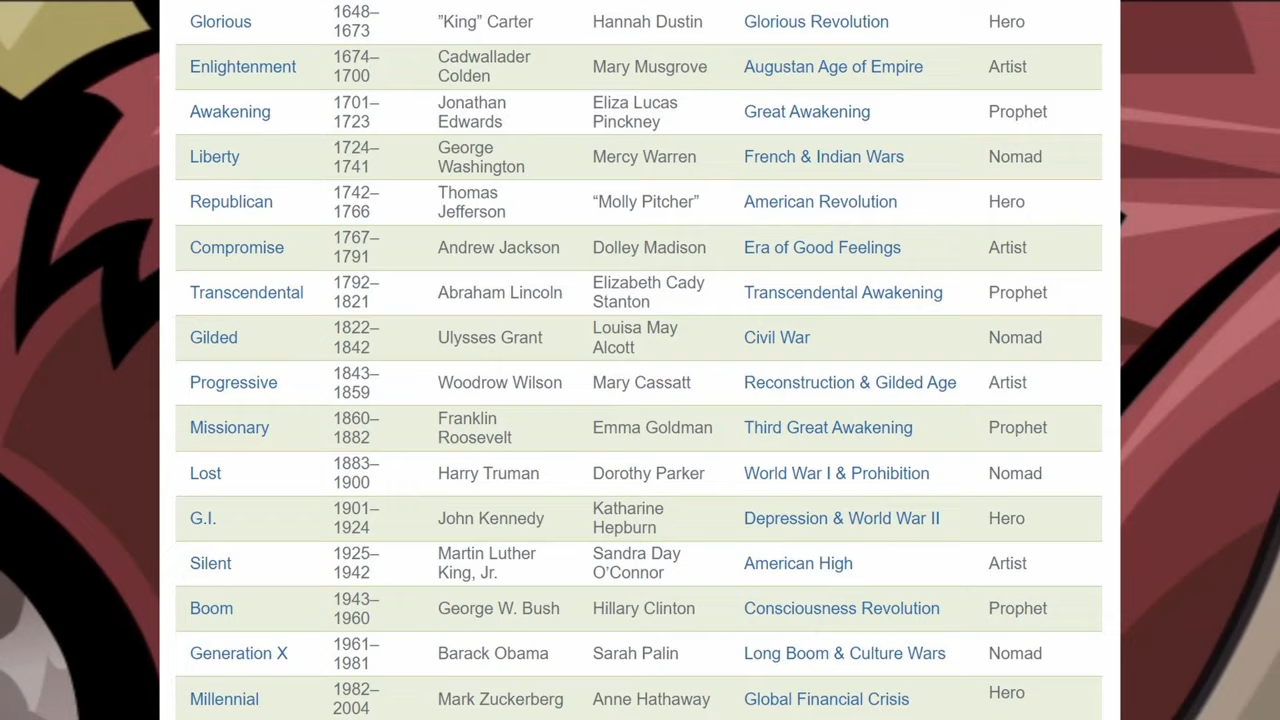 Glorious 1648– ”King” Carter Hannah Dustin Glorious Revolution Hero
1673
Enlightenment 1674– Cadwallader Mary Musgrove Augustan Age of Empire Artist
1700 Colden
Awakening 1701– Jonathan Eliza Lucas Great Awakening Prophet
1723 Edwards Pinckney
Liberty 1724– George Mercy Warren French & Indian Wars Nomad
1741 Washington
Republican 1742– Thomas “Molly Pitcher” American Revolution Hero
1766 Jefferson
Compromise 1767– Andrew Jackson Dolley Madison Era of Good Feelings Artist
1791
Transcendental 1792– Abraham Lincoln Elizabeth Cady Transcendental Awakening Prophet
1821 Stanton
Gilded 1822– Ulysses Grant Louisa May Civil War Nomad
1842 Alcott
Progressive 1843– Woodrow Wilson Mary Cassatt Reconstruction & Gilded Age Artist
1859
Missionary 1860– Franklin Emma Goldman Third Great Awakening Prophet
1882 Roosevelt
Lost 1883– Harry Truman Dorothy Parker World War I & Prohibition Nomad
1900
G.I. 1901– John Kennedy Katharine Depression & World War II Hero
1924 Hepburn
Silent 1925– Martin Luther Sandra Day American High Artist
1942 King, Jr. O’Connor
Boom 1943– George W. Bush Hillary Clinton Consciousness Revolution Prophet
1960
Generation X 1961– Barack Obama Sarah Palin Long Boom & Culture Wars Nomad
1981
Millennial 1982– Mark Zuckerberg Anne Hathaway Global Financial Crisis Hero
2004